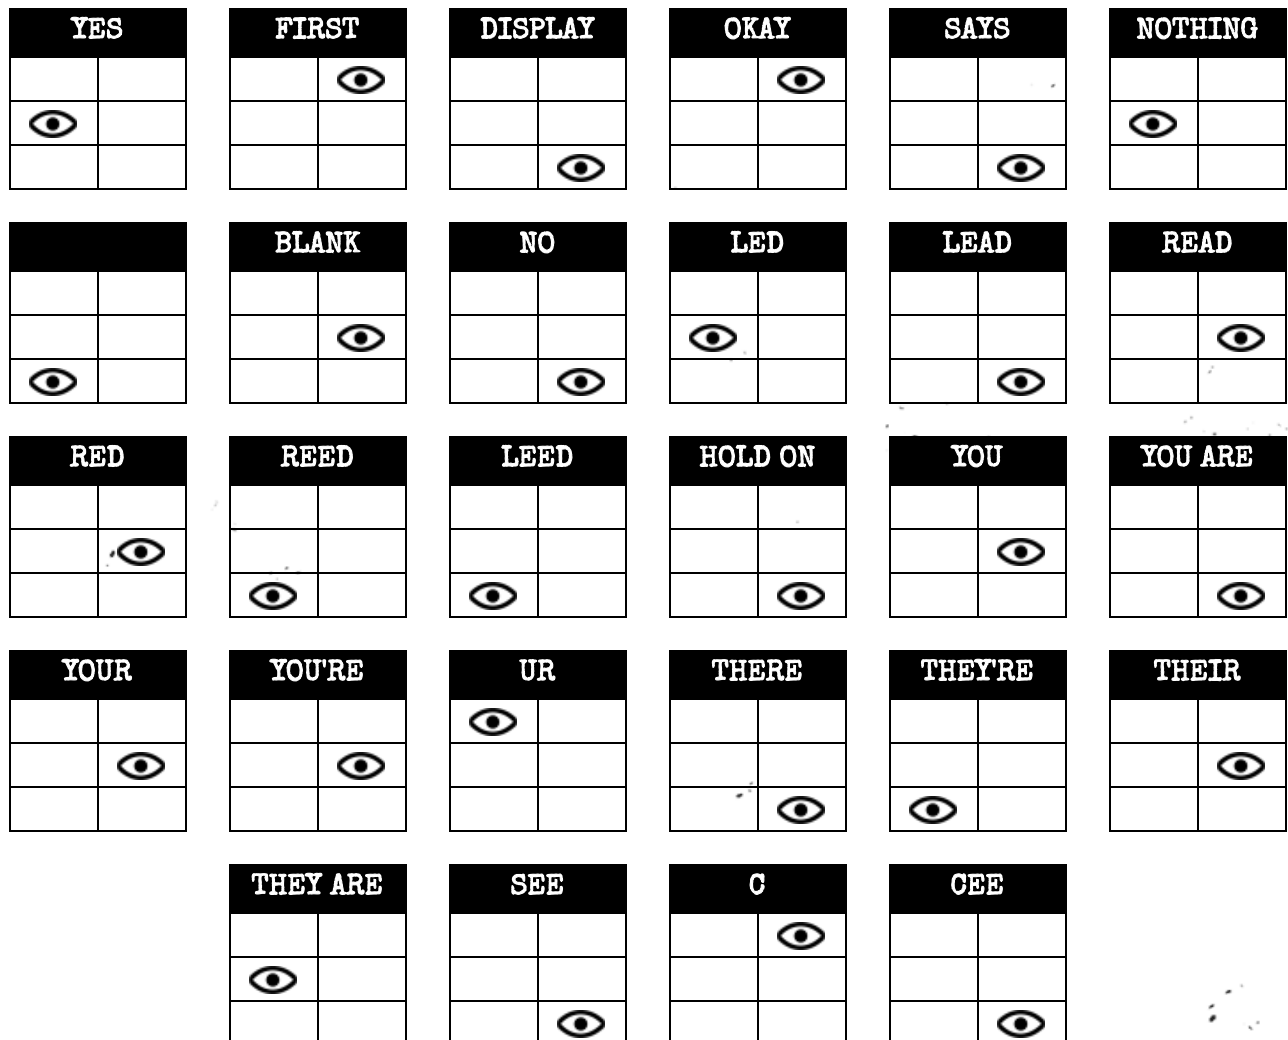 YES FIRST DISPLAY OKAY SAYS NOTHING
BLANK NO LED LEAD READ
RED REED LEED HOLD ON YOU YOU ARE
YOUR YOU'RE UR THERE THEY'RE THEIR
THEY ARE SEE C CEE